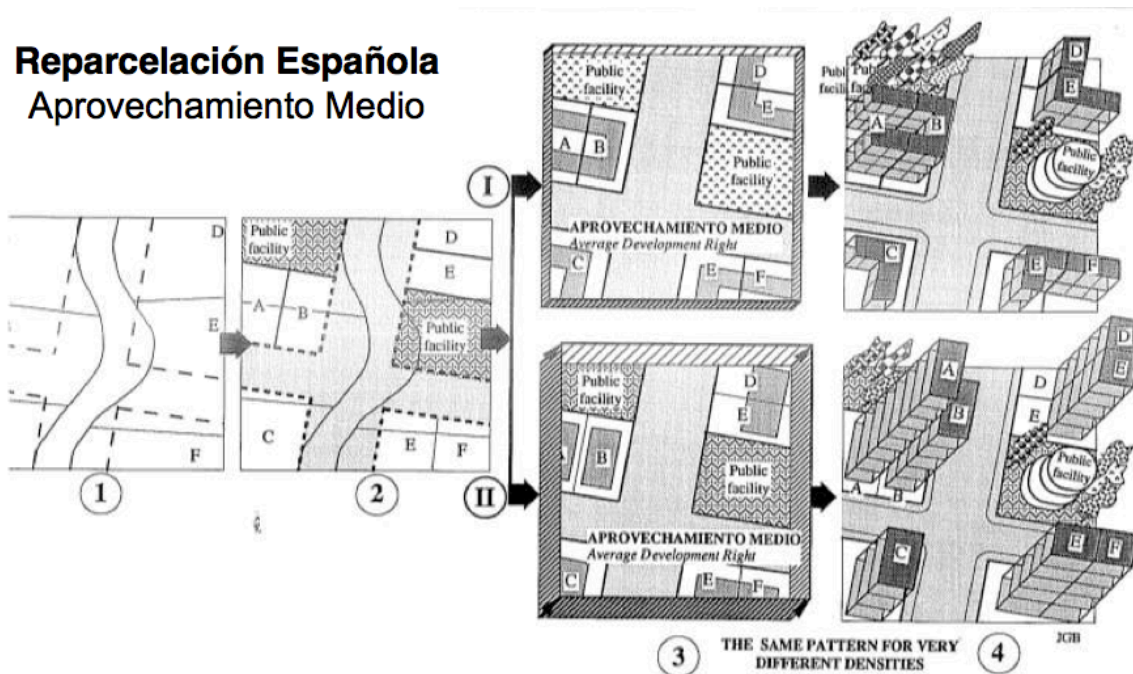 Reparcelación Española
Aprovechamiento Medio
D
E
F
1
Public
facility
A
B
C
D
E
Public
facility
E
F
2
I
II
Public
facility
D
E
A
B
Public
facility
APROVECHAMIENTO MEDIO
Average Development Right
C
E
F
Public
facility
D
E
B
Public
facility
APROVECHAMIENTO MEDIO
Average Development Right
C
E
F
3
D
E
A
B
Public
facility
C
E
F
D
E
A
D
B
E
Public
facility
A
B
C
E
F
4
THE SAME PATTERN FOR VERY
DIFFERENT DENSITIES
JGB